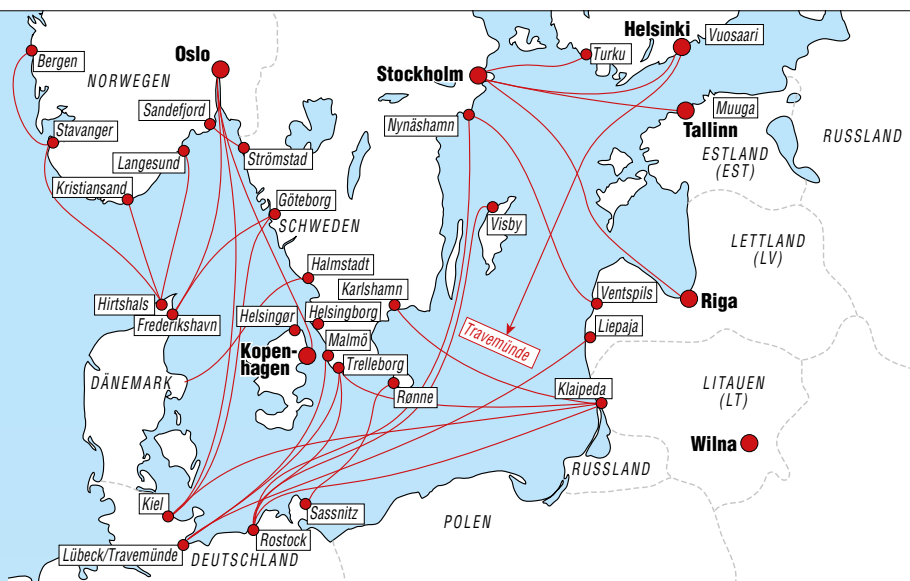 Helsinki
Vuosaari
Oslo
Bergen
Turku
Stockholm
NORWEGEN
Sandefjord
Muuga
Nynäshamn
Tallinn
Stavanger
RUSSLAND
ESTLAND
(EST)
Langesund
Strömstad
Kristiansand
Göteborg
SCHWEDEN
Visby
LETTLAND
(LV)
Halmstadt
Karlshamn
Hirtshals
Ventspils
Riga
Helsingør
Helsingborg
Frederikshavn
Liepaja
Travemünde
Malmö
Kopen-
hagen
Trelleborg
DÄNEMARK
Rønne
Klaipeda
LITAUEN
(LT)
Wilna
RUSSLAND
Kiel
Sassnitz
POLEN
Rostock
Lübeck/Travemünde
DEUTSCHLAND